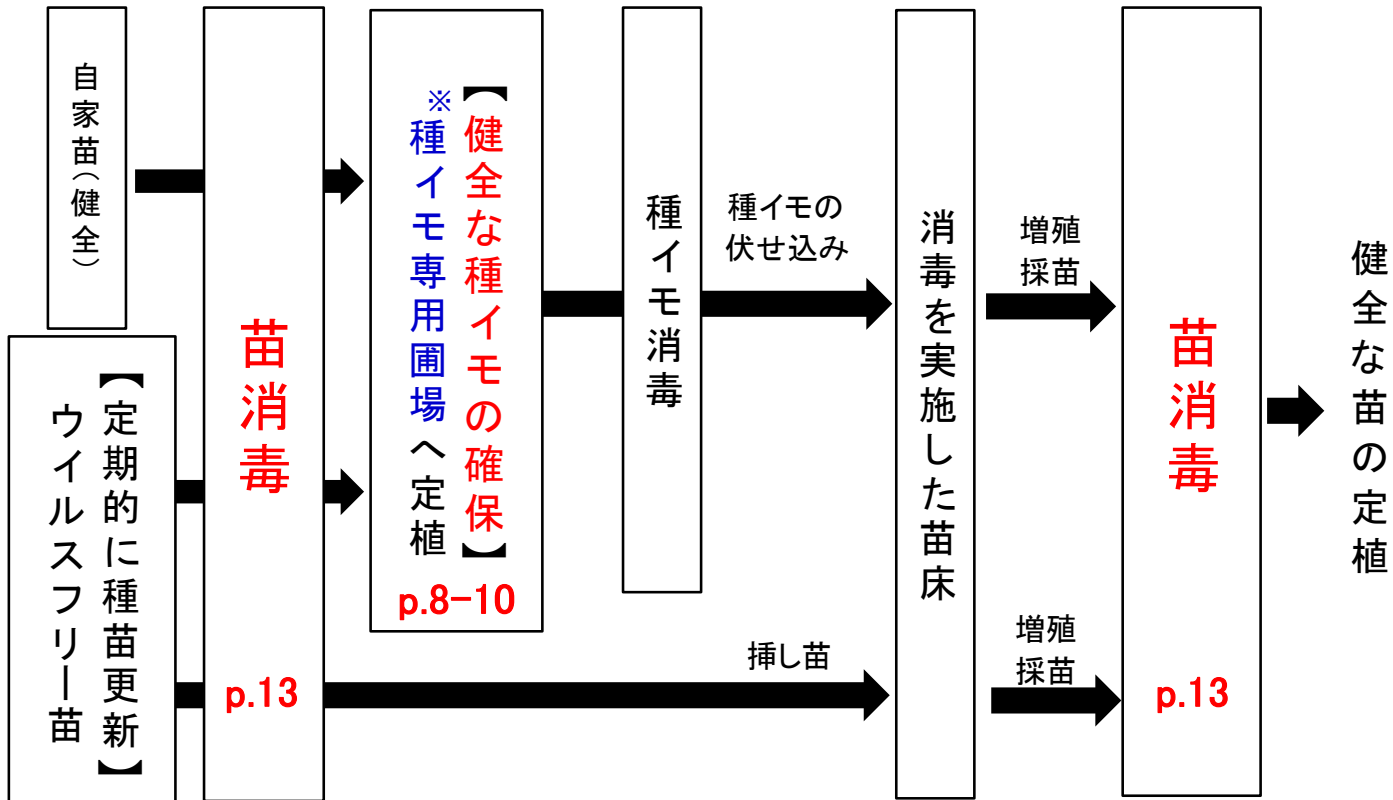 自家苗（健全）
【定期的に種苗更新】
ウイルスフリー苗
苗消毒
p.13
【健全な種イモの確保】
※種イモ専用圃場へ定植
p.8-10
種イモ消毒
種イモの
伏せ込み
挿し苗
消毒を実施した苗床
増殖
採苗
増殖
採苗
苗消毒
p.13
健全な苗の定植